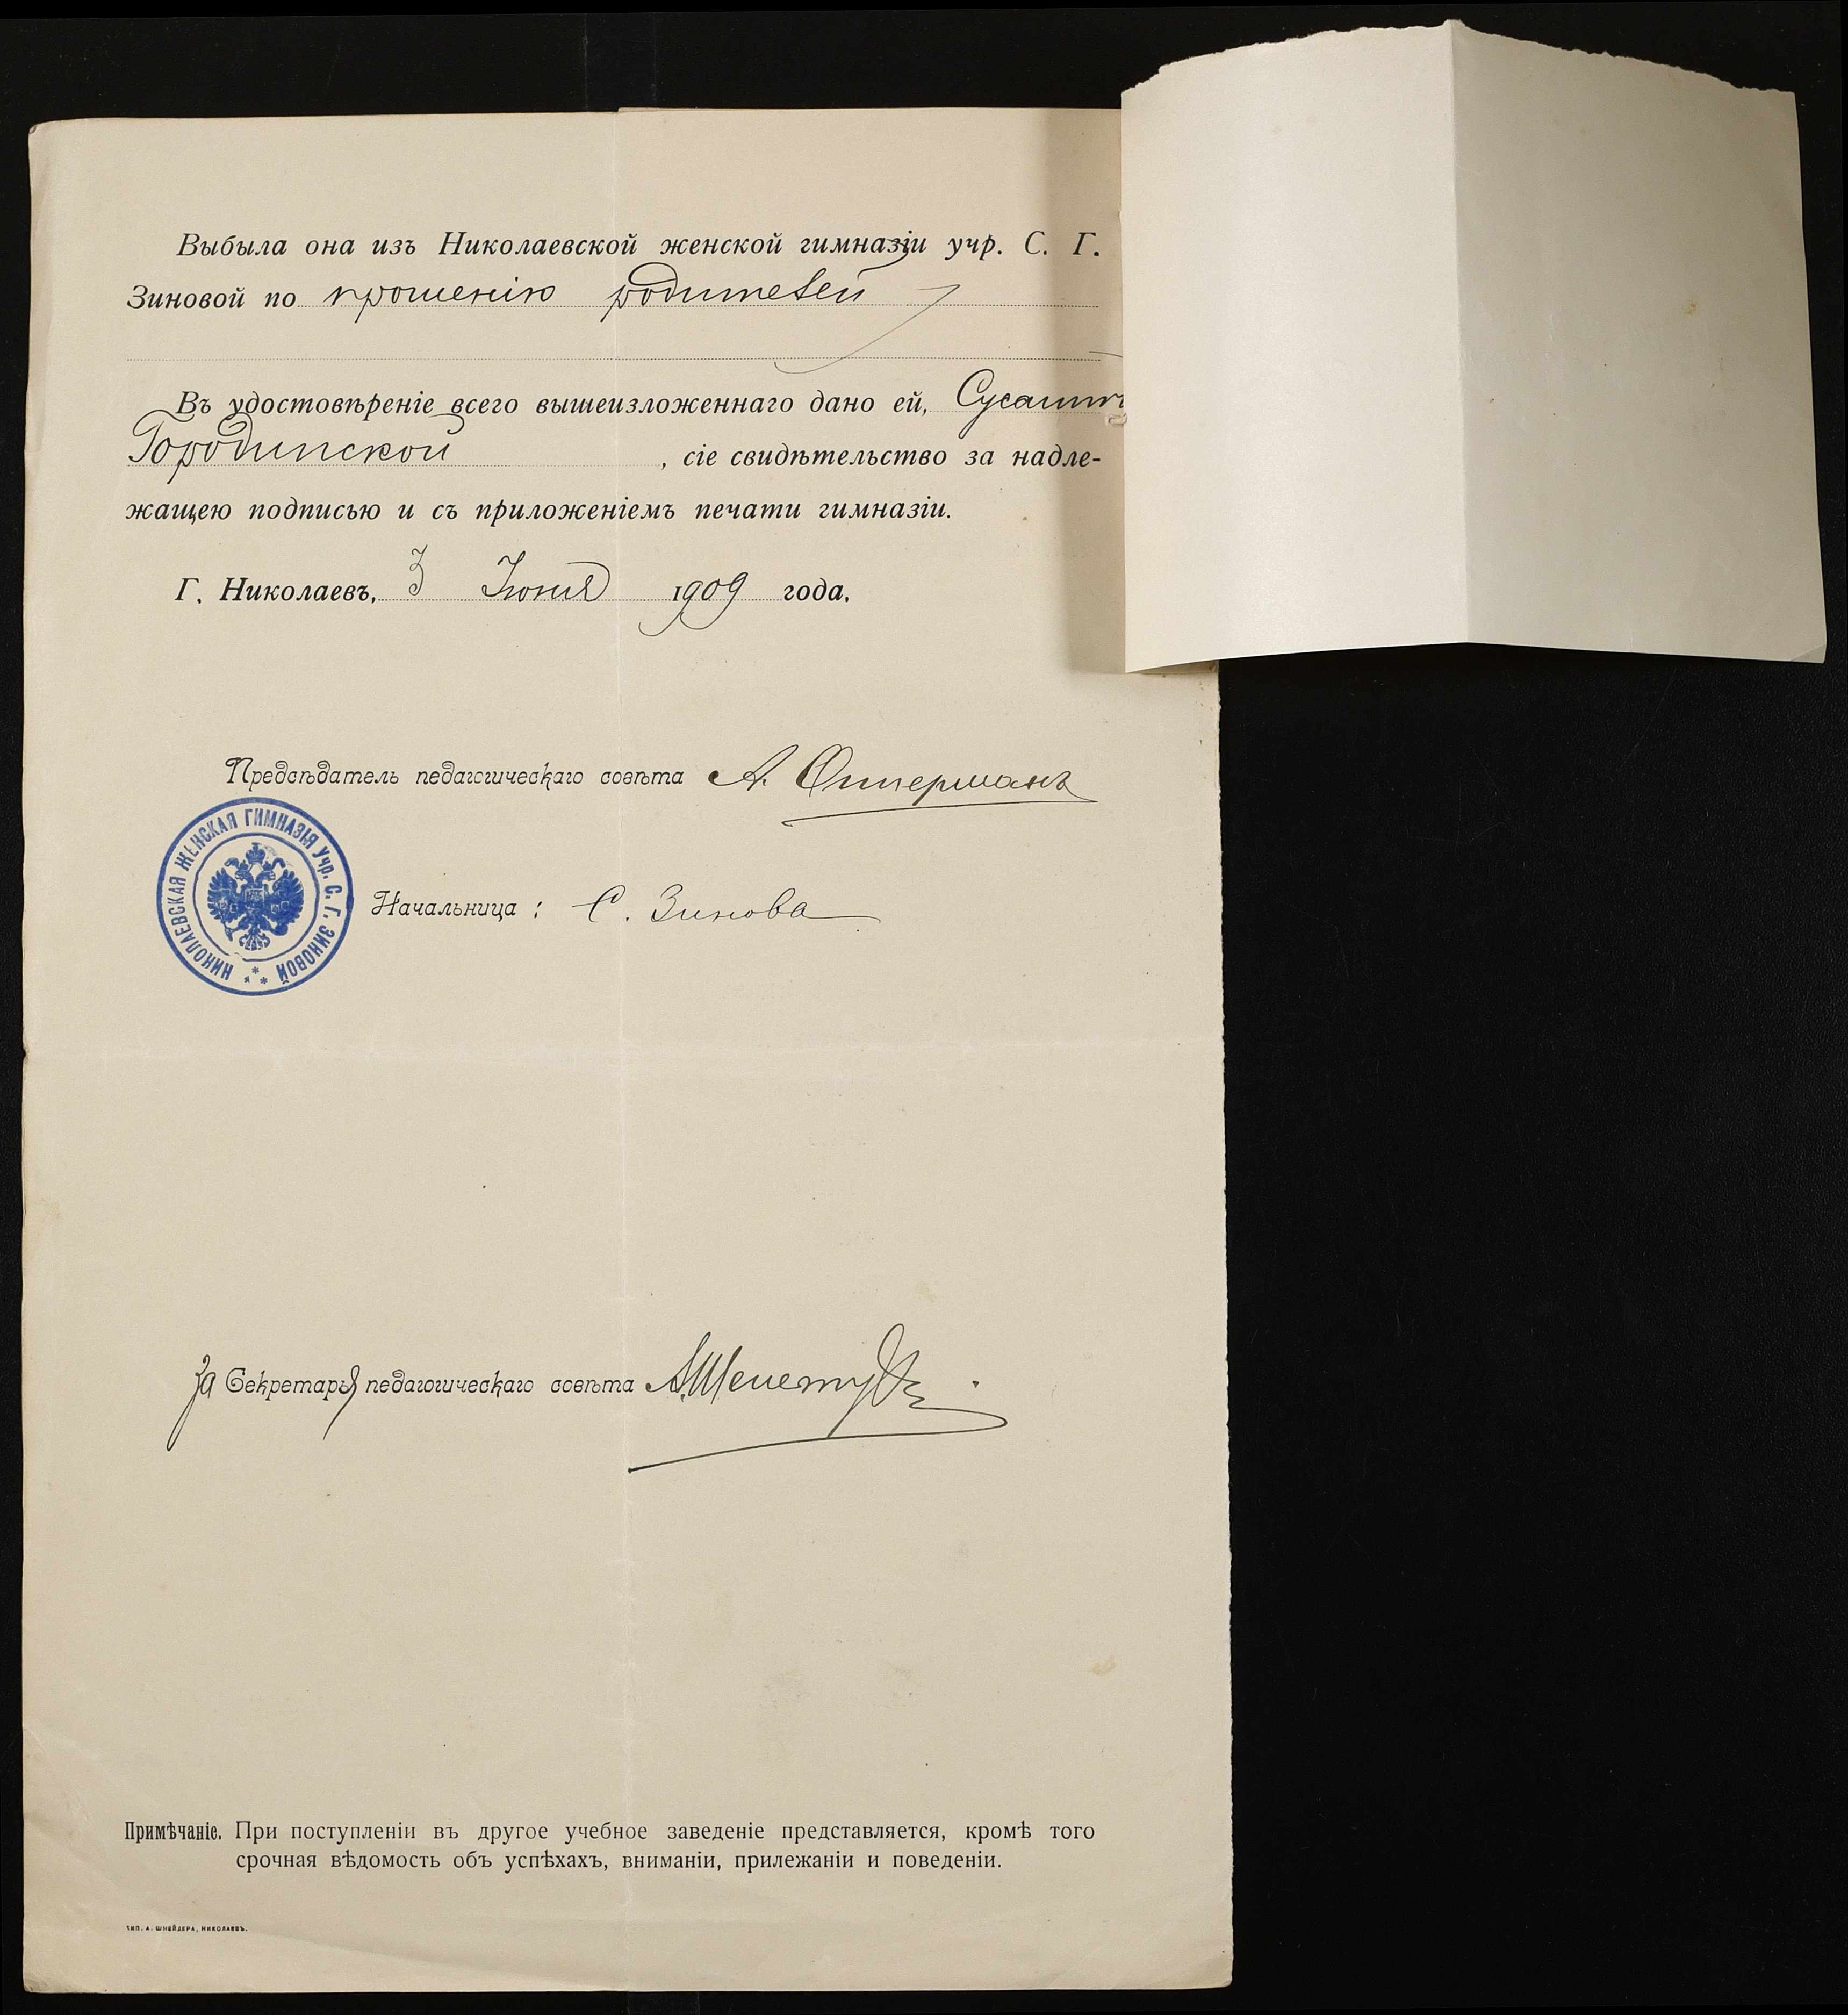 Выбыла она изъ Николаевской женской гимназіи учр. С. Г.
Зиновой по прошенію родителей
Въ удостовѣреніе всего вышеизложеннаго дано ей,
Городинской , сіе свидѣтельство за надле-
жащею подписью и съ приложеніемъ печати гимназіи.
Г. Николаевъ, 3 Іюня 1909 года.
Предсѣдатель педагогическаго совѣта А.
НИКОЛАЕВСКАЯ ЖЕНСКАЯ ГИМНАЗІЯ Учр. С. Г. ЗИНОВОЙ
Начальница: С. Зинова
За Секретаря педагогическаго совѣта
Примѣчаніе. При поступленіи въ другое учебное заведеніе представляется, кромѣ того
срочная вѣдомость объ успѣхахъ, вниманіи, прилежаніи и поведеніи.
ТИП. А. ШНЕЙДЕРА, НИКОЛАЕВЪ.